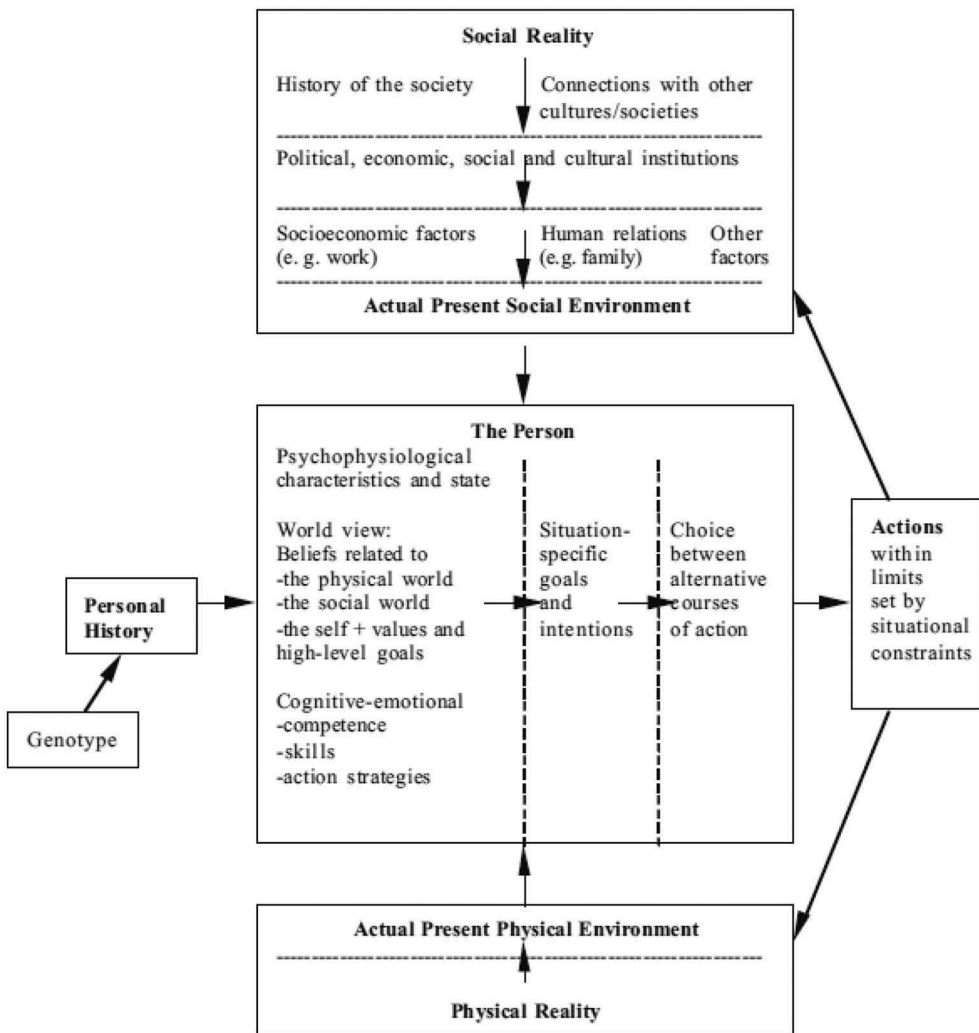 Social Reality
History of the society
Connections with other
cultures/societies
Political, economic, social and cultural institutions
Socioeconomic factors
(e. g. work)
Human relations
(e.g. family)
Other
factors
Actual Present Social Environment
The Person
Psychophysiological
characteristics and state
World view:
Beliefs related to
-the physical world
-the social world
-the self + values and
high-level goals
Cognitive-emotional
-competence
-skills
-action strategies
Situation-
specific
goals
and
intentions
Choice
between
alternative
courses
of action
Actions
within
limits
set by
situational
constraints
Personal
History
Genotype
Actual Present Physical Environment
Physical Reality